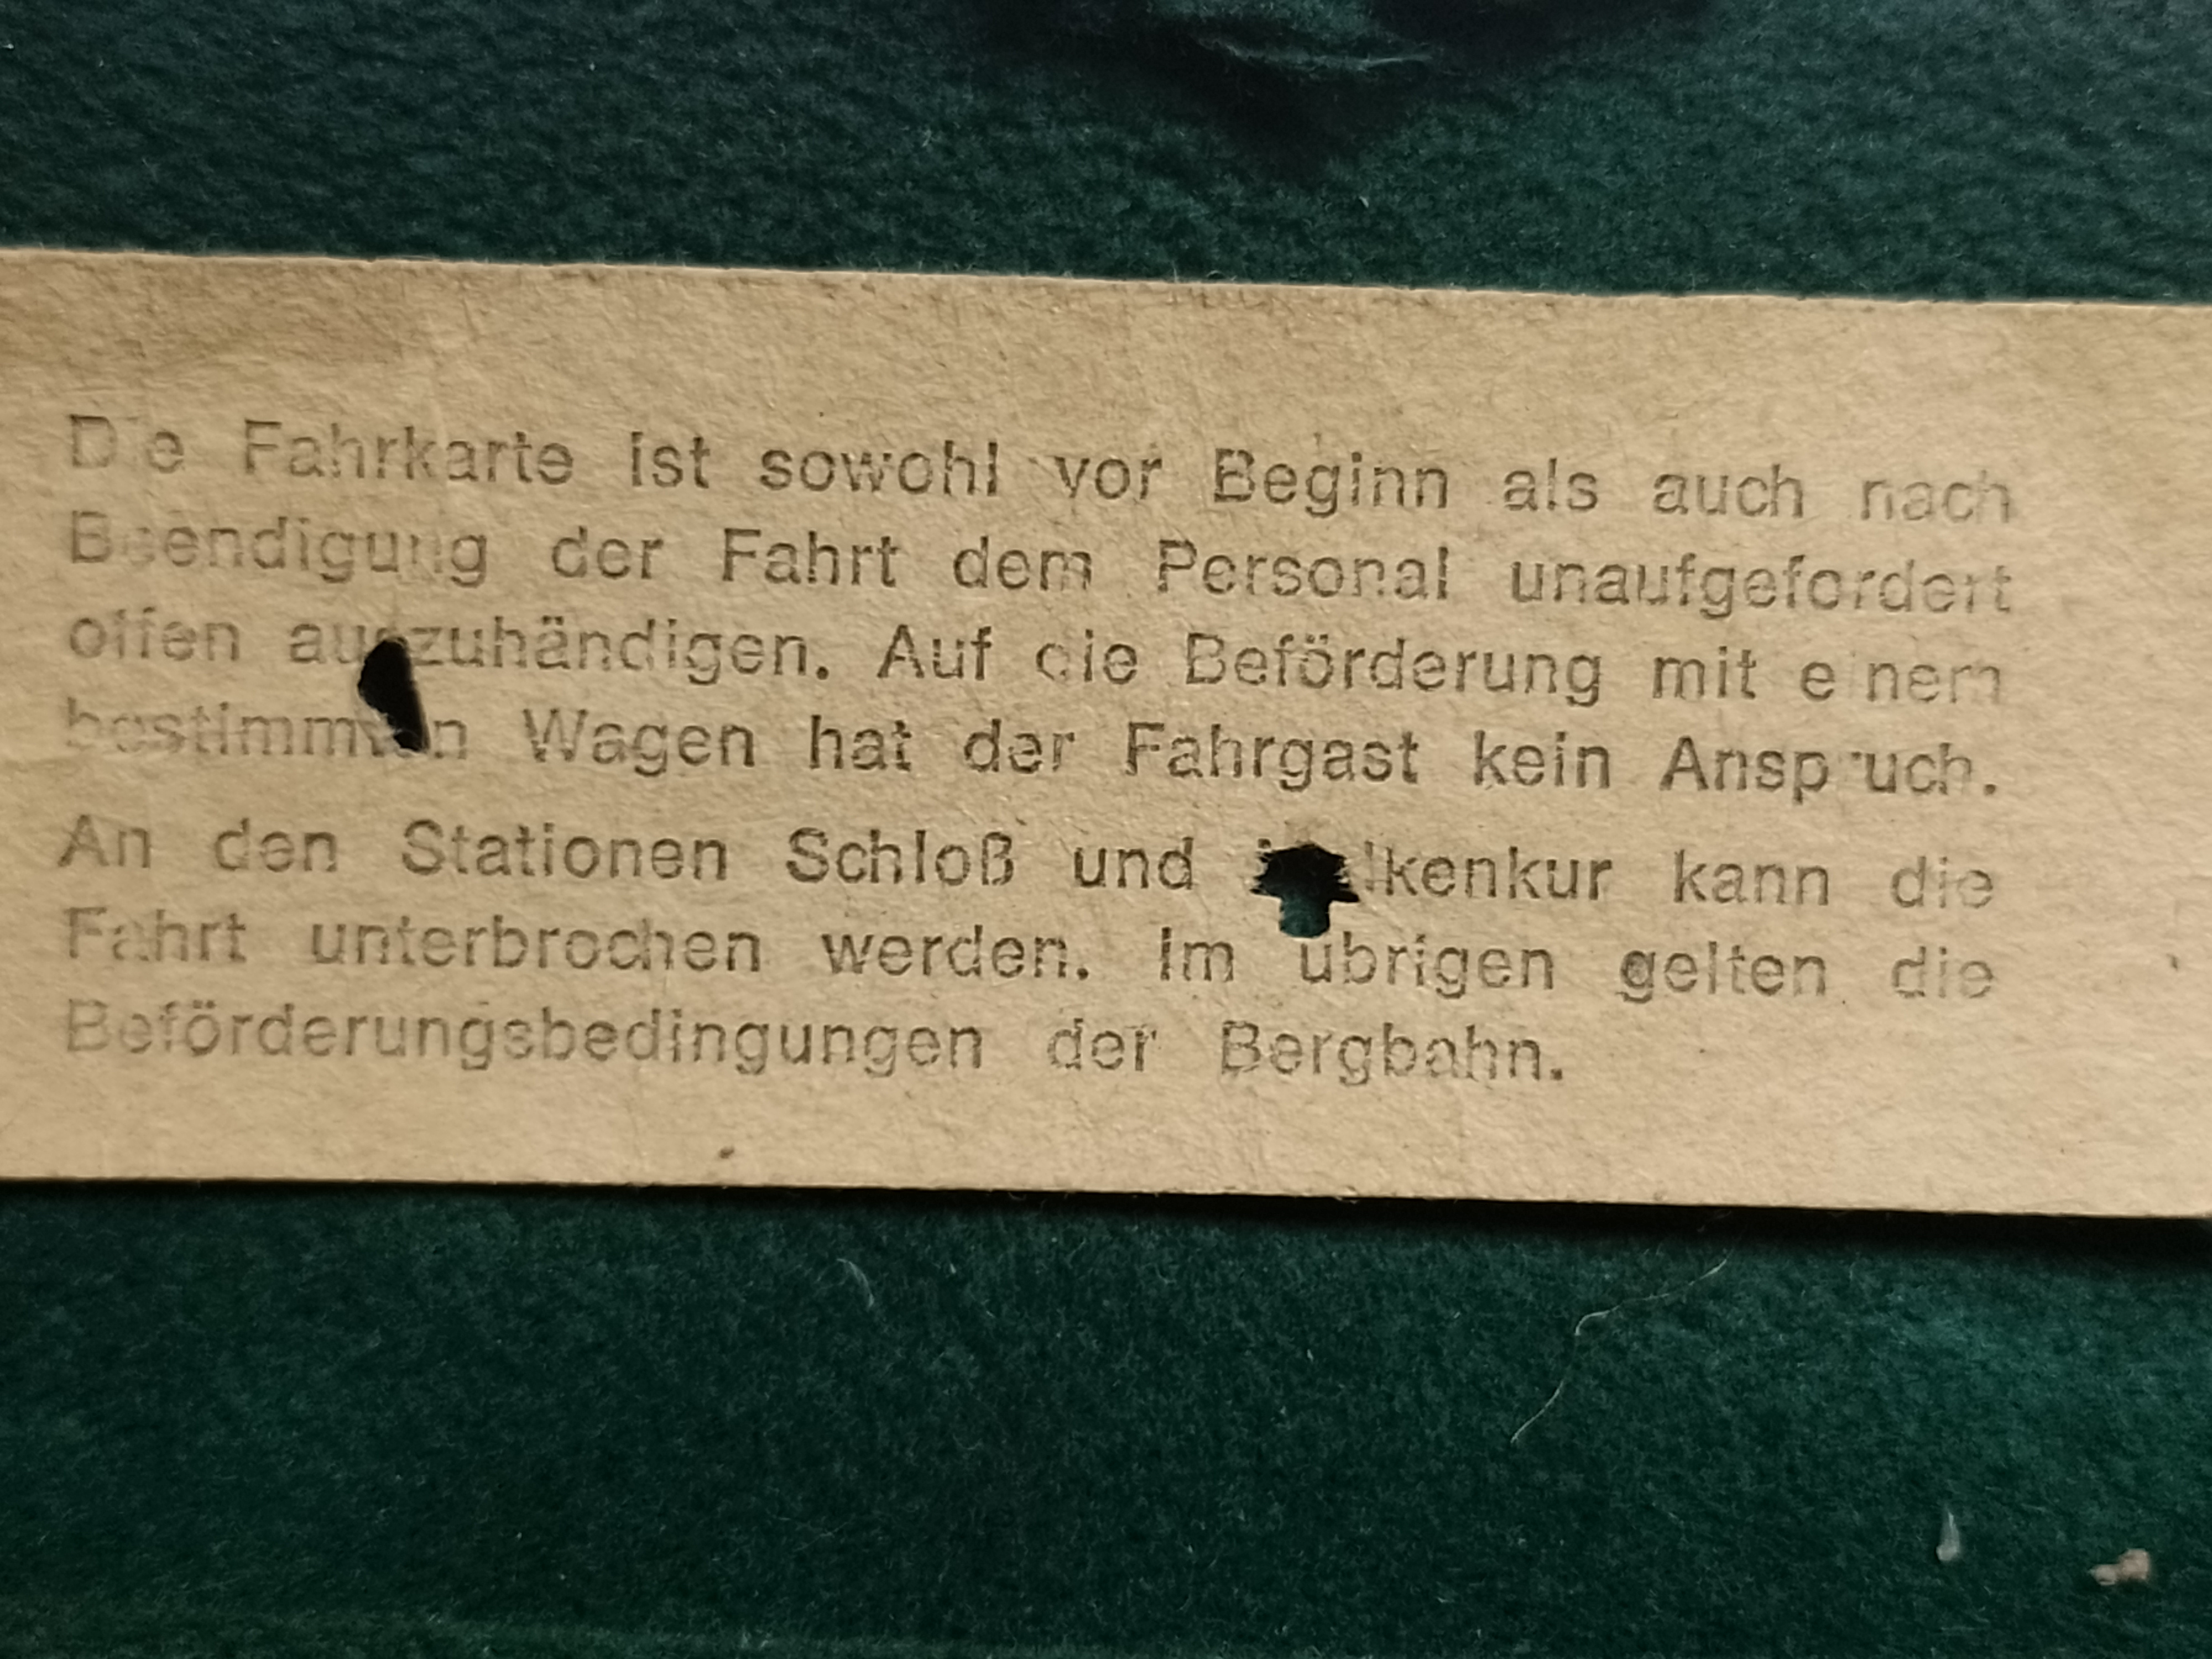 Die Fahrkarte ist sowohl vor Beginn als auch nach
Beendigung der Fahrt dem Personal unaufgefordert
offen auszuhändigen. Auf die Beförderung mit einem
bestimmten Wagen hat der Fahrgast kein Anspruch.
An den Stationen Schloß und Molkenkur kann die
Fahrt unterbrochen werden. Im übrigen gelten die
Beförderungsbedingungen der Bergbahn.